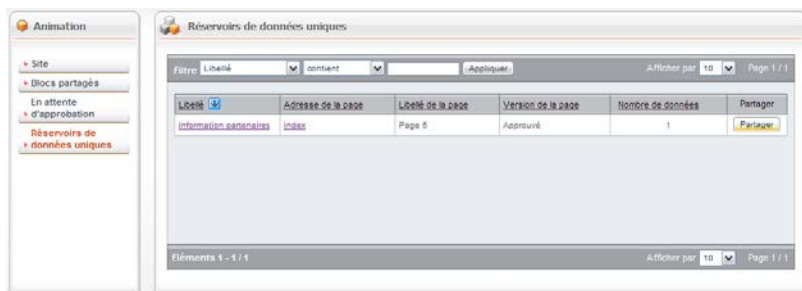 Animation
Réservoirs de données uniques
Site
Blocs partagés
En attente
d'approbation
Réservoirs de
données uniques
Filtre Libellé contient Appliquer Afficher par 10 Page 1 / 1
Libellé Adresse de la page Libellé de la page Version de la page Nombre de données Partager
Information partenaires index Page 6 Approuvé 1 Partager
Eléments 1 - 1 / 1 Afficher par 10 Page 1 / 1